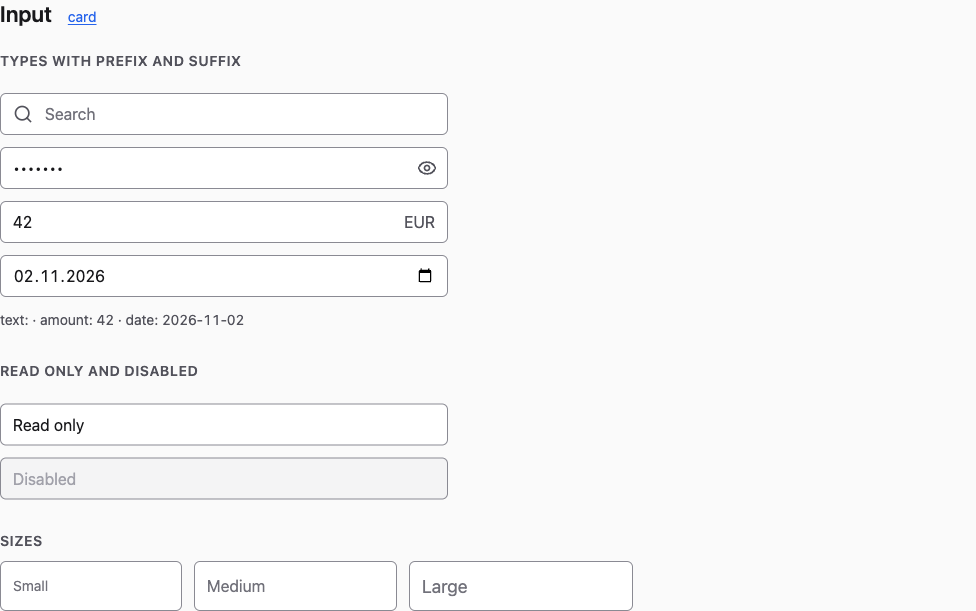 Input card
TYPES WITH PREFIX AND SUFFIX
Search
•••••••
42 EUR
02.11.2026
text: · amount: 42 · date: 2026-11-02
READ ONLY AND DISABLED
Read only
Disabled
SIZES
Small Medium Large